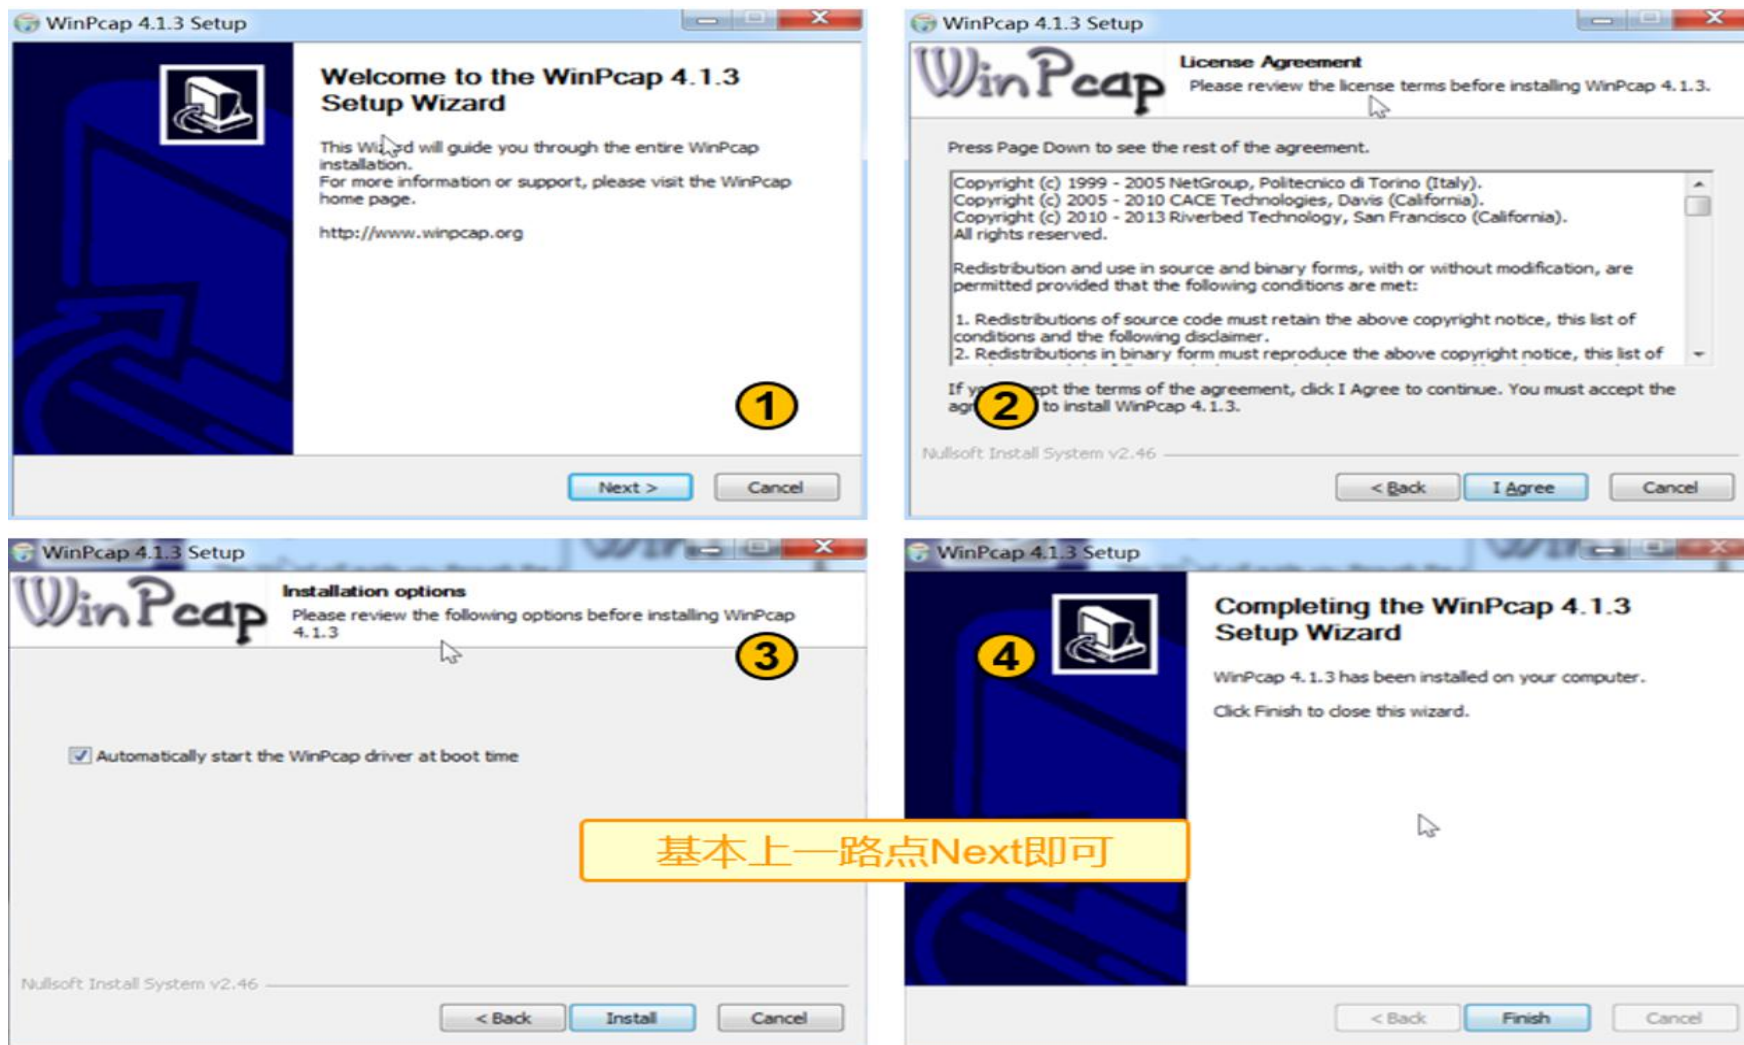 WinPcap 4.1.3 Setup
Welcome to the WinPcap 4.1.3
Setup Wizard
This Wizard will guide you through the entire WinPcap
installation.
For more information or support, please visit the WinPcap
home page.
http://www.winpcap.org
1
Next >
Cancel
WinPcap 4.1.3 Setup
WinPcap
License Agreement
Please review the license terms before installing WinPcap 4.1.3.
Press Page Down to see the rest of the agreement.
Copyright (c) 1999 - 2005 NetGroup, Politecnico di Torino (Italy).
Copyright (c) 2005 - 2010 CACE Technologies, Davis (California).
Copyright (c) 2010 - 2013 Riverbed Technology, San Francisco (California).
All rights reserved.
Redistribution and use in source and binary forms, with or without modification, are
permitted provided that the following conditions are met:
1. Redistributions of source code must retain the above copyright notice, this list of
conditions and the following disclaimer.
2. Redistributions in binary form must reproduce the above copyright notice, this list of
If you accept the terms of the agreement, click I Agree to continue. You must accept the
to install WinPcap 4.1.3.
2
Nullsoft Install System v2.46
< Back
I Agree
Cancel
WinPcap 4.1.3 Setup
WinPcap
Installation options
Please review the following options before installing WinPcap
4.1.3
3
Automatically start the WinPcap driver at boot time
Nullsoft Install System v2.46
< Back
Install
Cancel
WinPcap 4.1.3 Setup
4
Completing the WinPcap 4.1.3
Setup Wizard
WinPcap 4.1.3 has been installed on your computer.
Click Finish to close this wizard.
基本上一路点Next即可
< Back
Finish
Cancel